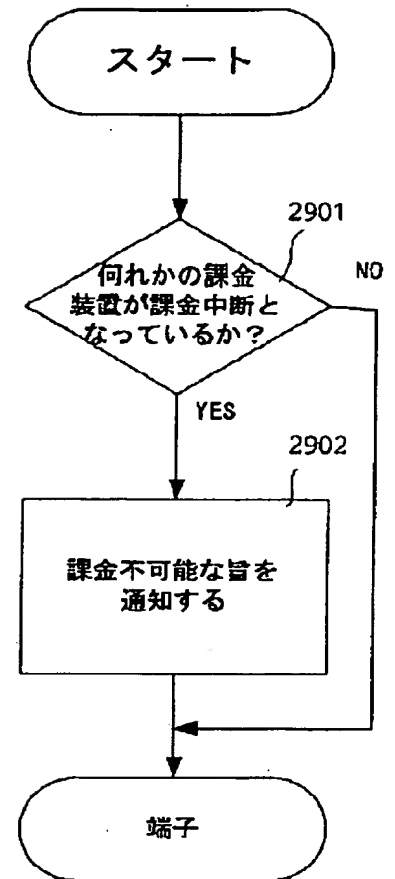 スタート
2901
何れかの課金
装置が課金中断と
なっているか?
NO
YES
2902
課金不可能な旨を
通知する
端子